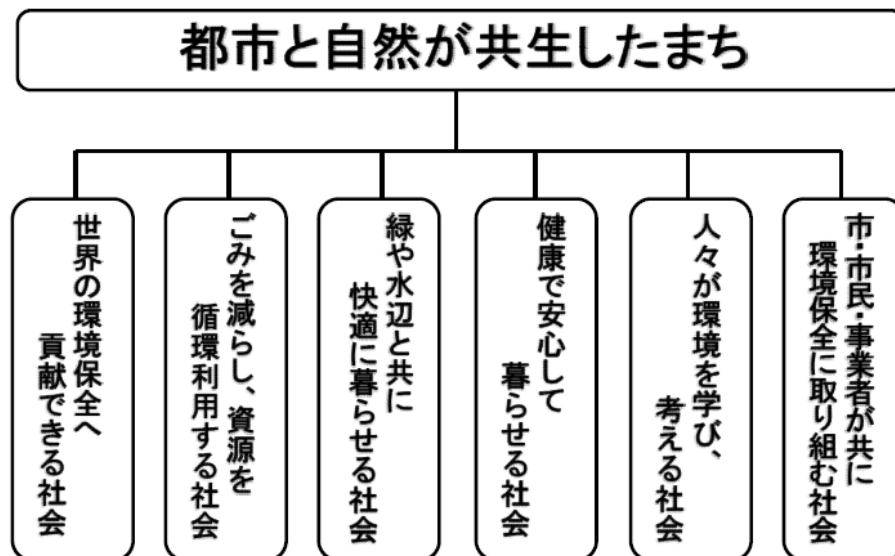 都市と自然が共生したまち
世界の環境保全へ
貢献できる社会
ごみを減らし、資源を
循環利用する社会
緑や水辺と共に
快適に暮らせる社会
健康で安心して
暮らせる社会
人々が環境を学び、
考える社会
市・市民・事業者が共に
環境保全に取り組む社会